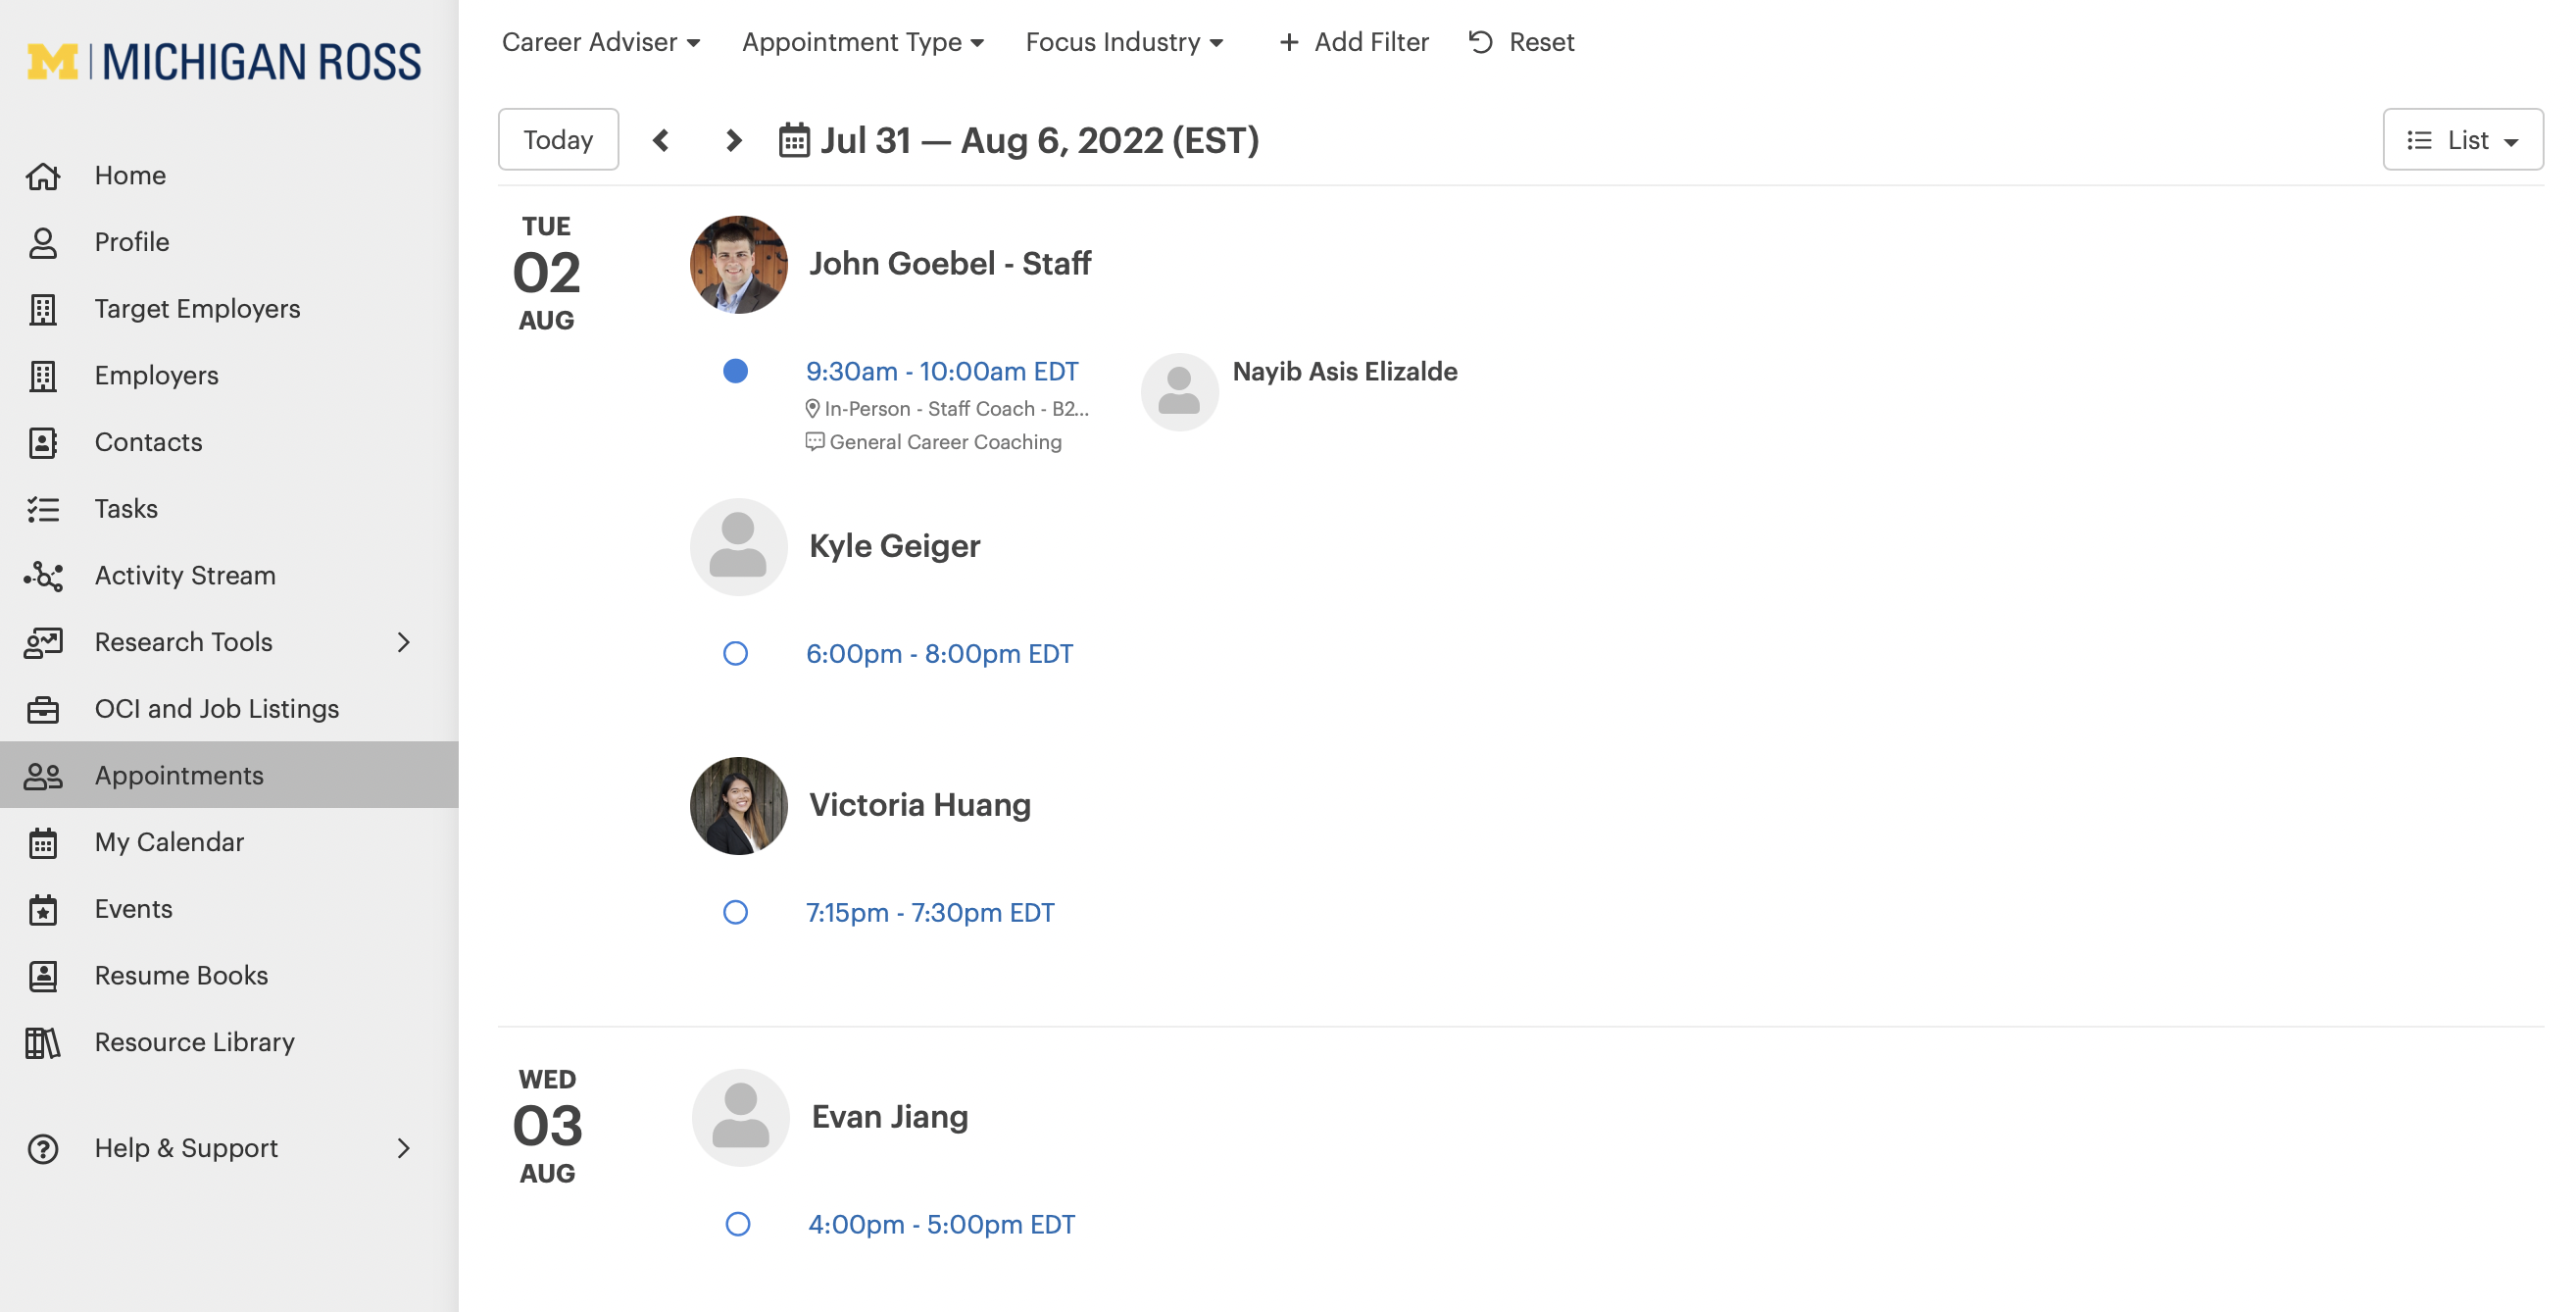 M | MICHIGAN ROSS
Home
Profile
Target Employers
Employers
Contacts
Tasks
Activity Stream
Research Tools
OCI and Job Listings
Appointments
My Calendar
Events
Resume Books
Resource Library
Help & Support
Career Adviser Appointment Type Focus Industry + Add Filter Reset
Today Jul 31 — Aug 6, 2022 (EST) List
TUE
02
AUG
John Goebel - Staff
9:30am - 10:00am EDT Nayib Asis Elizalde
In-Person - Staff Coach - B2...
General Career Coaching
Kyle Geiger
6:00pm - 8:00pm EDT
Victoria Huang
7:15pm - 7:30pm EDT
WED
03
AUG
Evan Jiang
4:00pm - 5:00pm EDT